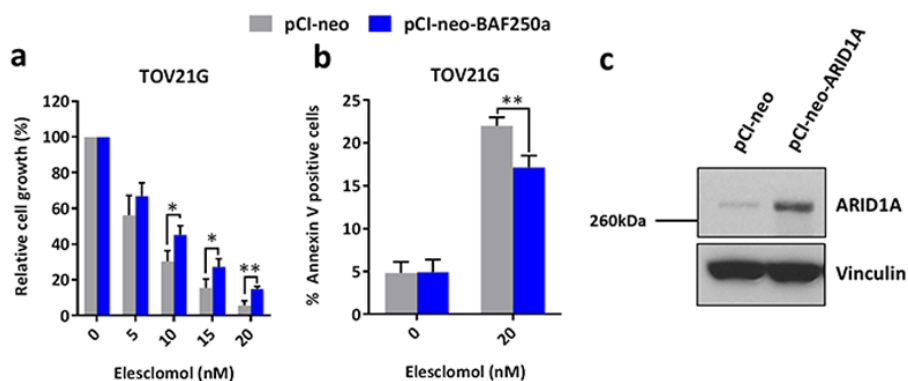 pCI-neo pCI-neo-BAF250a
a
TOV21G
Relative cell growth (%)
120
100
80
60
40
20
0
* * **
0 5 10 15 20
Elesclomol (nM)
b
TOV21G
% Annexin V positive cells
25
20
15
10
5
0
**
0 20
Elesclomol (nM)
c
pCI-neo
pCI-neo-ARID1A
260kDa
ARID1A
Vinculin